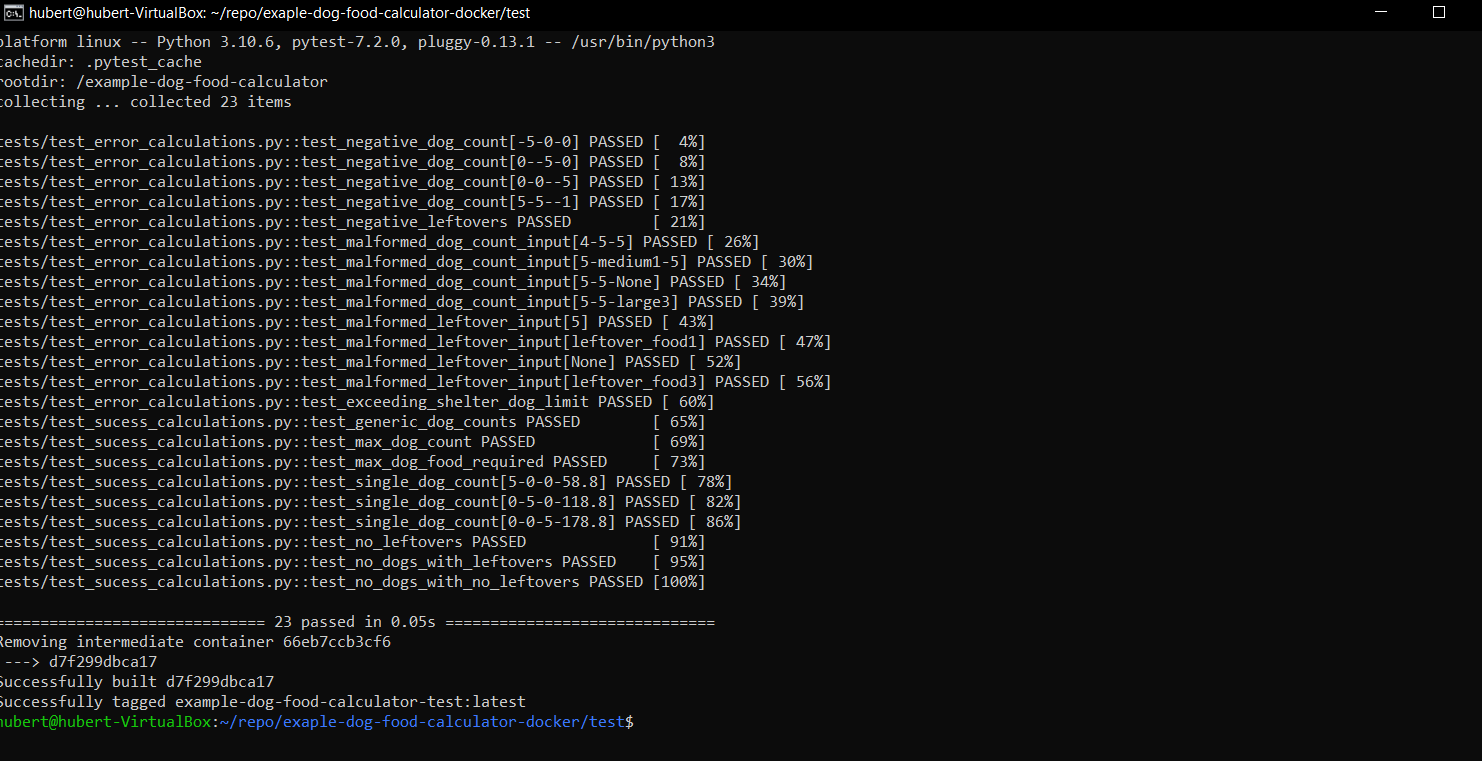 hubert@hubert-VirtualBox: ~/repo/exaple-dog-food-calculator-docker/test
platform linux -- Python 3.10.6, pytest-7.2.0, pluggy-0.13.1 -- /usr/bin/python3
cachedir: .pytest_cache
rootdir: /example-dog-food-calculator
collecting ... collected 23 items
tests/test_error_calculations.py::test_negative_dog_count[-5-0-0] PASSED [  4%]
tests/test_error_calculations.py::test_negative_dog_count[0--5-0] PASSED [  8%]
tests/test_error_calculations.py::test_negative_dog_count[0-0--5] PASSED [ 13%]
tests/test_error_calculations.py::test_negative_dog_count[5-5--1] PASSED [ 17%]
tests/test_error_calculations.py::test_negative_leftovers PASSED         [ 21%]
tests/test_error_calculations.py::test_malformed_dog_count_input[4-5-5] PASSED [ 26%]
tests/test_error_calculations.py::test_malformed_dog_count_input[5-medium1-5] PASSED [ 30%]
tests/test_error_calculations.py::test_malformed_dog_count_input[5-5-None] PASSED [ 34%]
tests/test_error_calculations.py::test_malformed_dog_count_input[5-5-large3] PASSED [ 39%]
tests/test_error_calculations.py::test_malformed_leftover_input[5] PASSED [ 43%]
tests/test_error_calculations.py::test_malformed_leftover_input[leftover_food1] PASSED [ 47%]
tests/test_error_calculations.py::test_malformed_leftover_input[None] PASSED [ 52%]
tests/test_error_calculations.py::test_malformed_leftover_input[leftover_food3] PASSED [ 56%]
tests/test_error_calculations.py::test_exceeding_shelter_dog_limit PASSED [ 60%]
tests/test_sucess_calculations.py::test_generic_dog_counts PASSED        [ 65%]
tests/test_sucess_calculations.py::test_max_dog_count PASSED             [ 69%]
tests/test_sucess_calculations.py::test_max_dog_food_required PASSED     [ 73%]
tests/test_sucess_calculations.py::test_single_dog_count[5-0-0-58.8] PASSED [ 78%]
tests/test_sucess_calculations.py::test_single_dog_count[0-5-0-118.8] PASSED [ 82%]
tests/test_sucess_calculations.py::test_single_dog_count[0-0-5-178.8] PASSED [ 86%]
tests/test_sucess_calculations.py::test_no_leftovers PASSED              [ 91%]
tests/test_sucess_calculations.py::test_no_dogs_with_leftovers PASSED    [ 95%]
tests/test_sucess_calculations.py::test_no_dogs_with_no_leftovers PASSED [100%]
============================== 23 passed in 0.05s ==============================
Removing intermediate container 66eb7ccb3cf6
 ---> d7f299dbca17
Successfully built d7f299dbca17
Successfully tagged example-dog-food-calculator-test:latest
hubert@hubert-VirtualBox:~/repo/exaple-dog-food-calculator-docker/test$